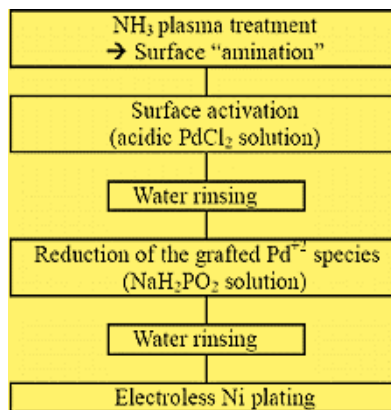 NH₃ plasma treatment
→ Surface “amination”
Surface activation
(acidic PdCl₂ solution)
Water rinsing
Reduction of the grafted Pd⁺² species
(NaH₂PO₂ solution)
Water rinsing
Electroless Ni plating